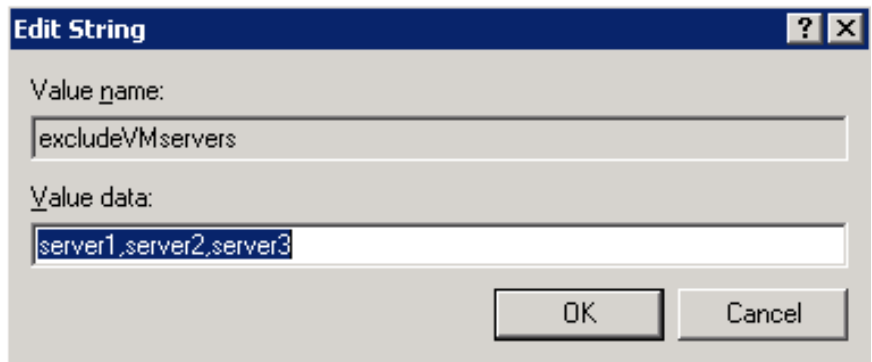 Edit String
Value name:
excludeVMservers
Value data:
server1,server2,server3
OK Cancel